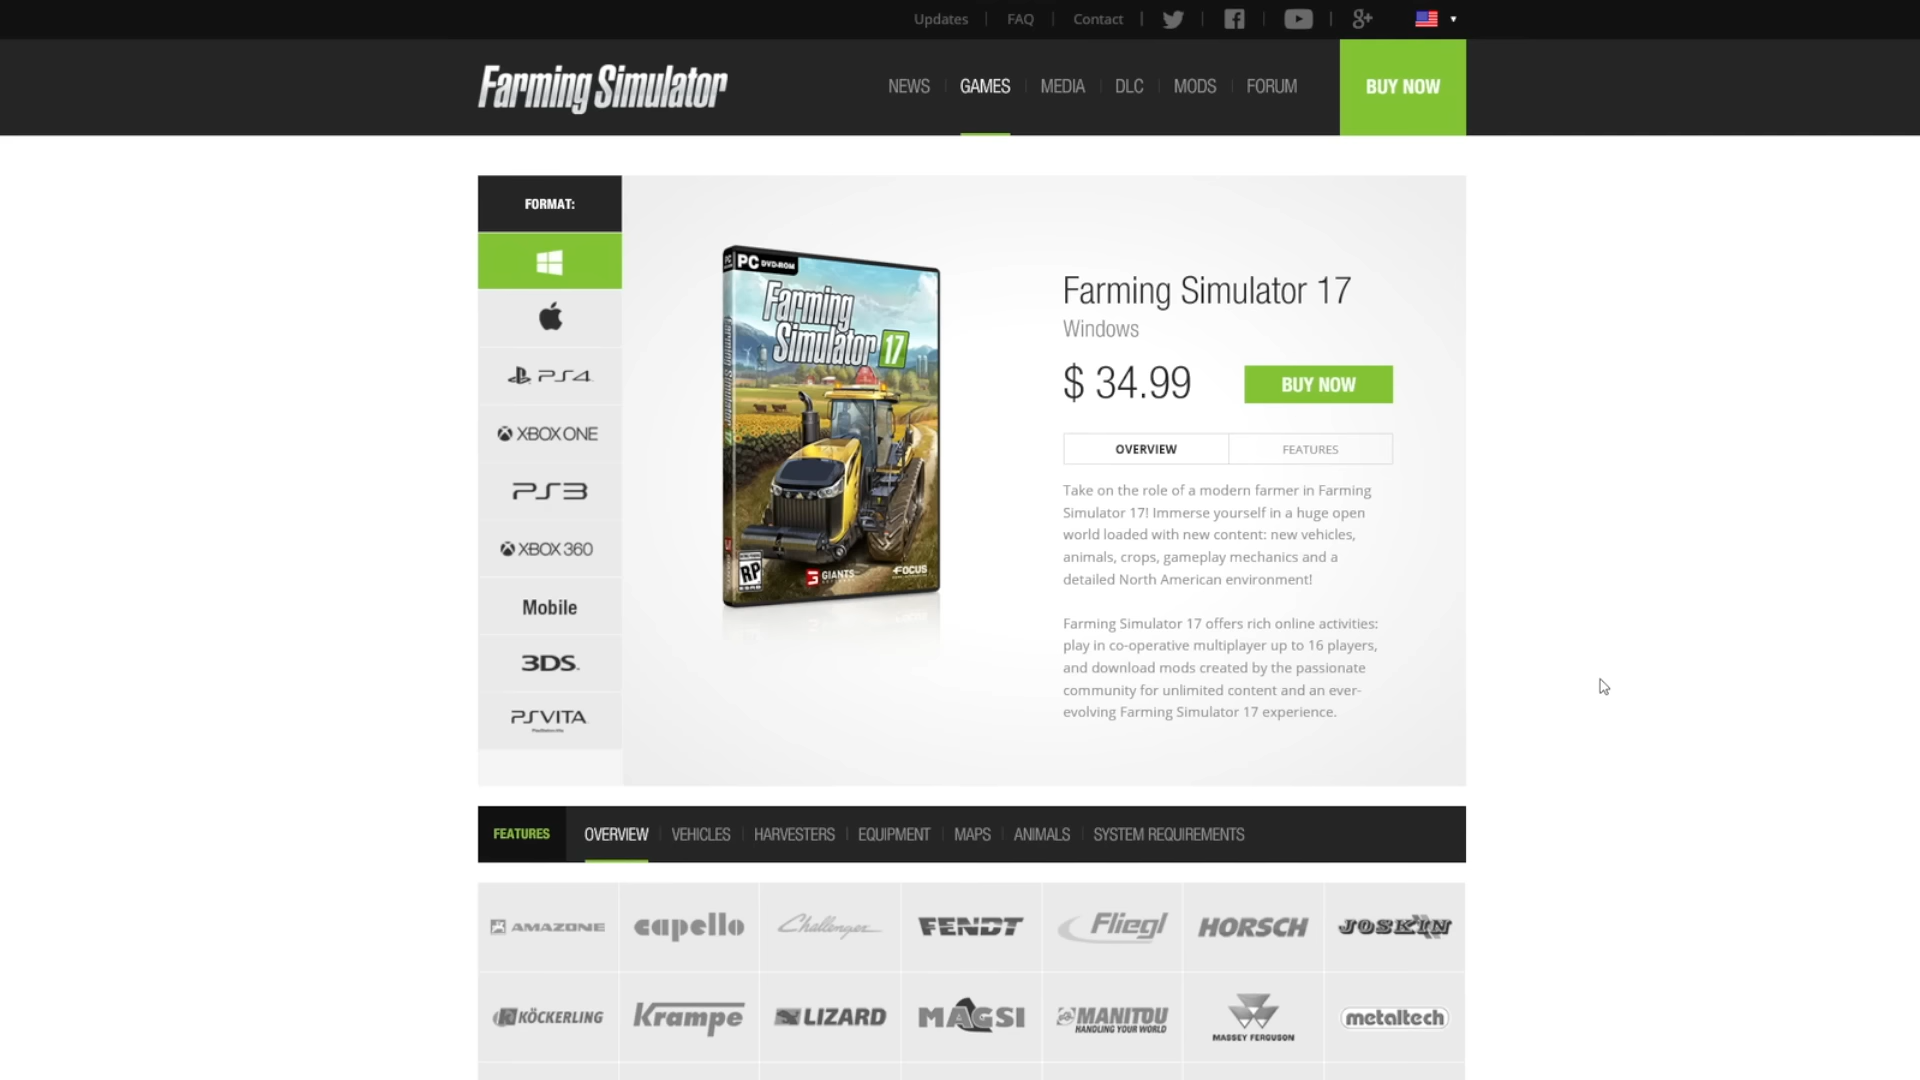 Updates FAQ Contact
Farming Simulator
NEWS GAMES MEDIA DLC MODS FORUM BUY NOW
FORMAT:
PS4
XBOX ONE
PS3
XBOX 360
Mobile
3DS
PSVITA
PC DVD-ROM
Farming
Simulator 17
RP
GIANTS
FOCUS
Farming Simulator 17
Windows
$ 34.99 BUY NOW
OVERVIEW FEATURES
Take on the role of a modern farmer in Farming
Simulator 17! Immerse yourself in a huge open
world loaded with new content: new vehicles,
animals, crops, gameplay mechanics and a
detailed North American environment!
Farming Simulator 17 offers rich online activities:
play in co-operative multiplayer up to 16 players,
and download mods created by the passionate
community for unlimited content and an ever-
evolving Farming Simulator 17 experience.
FEATURES OVERVIEW VEHICLES HARVESTERS EQUIPMENT MAPS ANIMALS SYSTEM REQUIREMENTS
AMAZONE capello Challenger FENDT Fliegl HORSCH JOSKIN
KÖCKERLING Krampe LIZARD MAGSI MANITOU HANDLING YOUR WORLD MASSEY FERGUSON metaltech